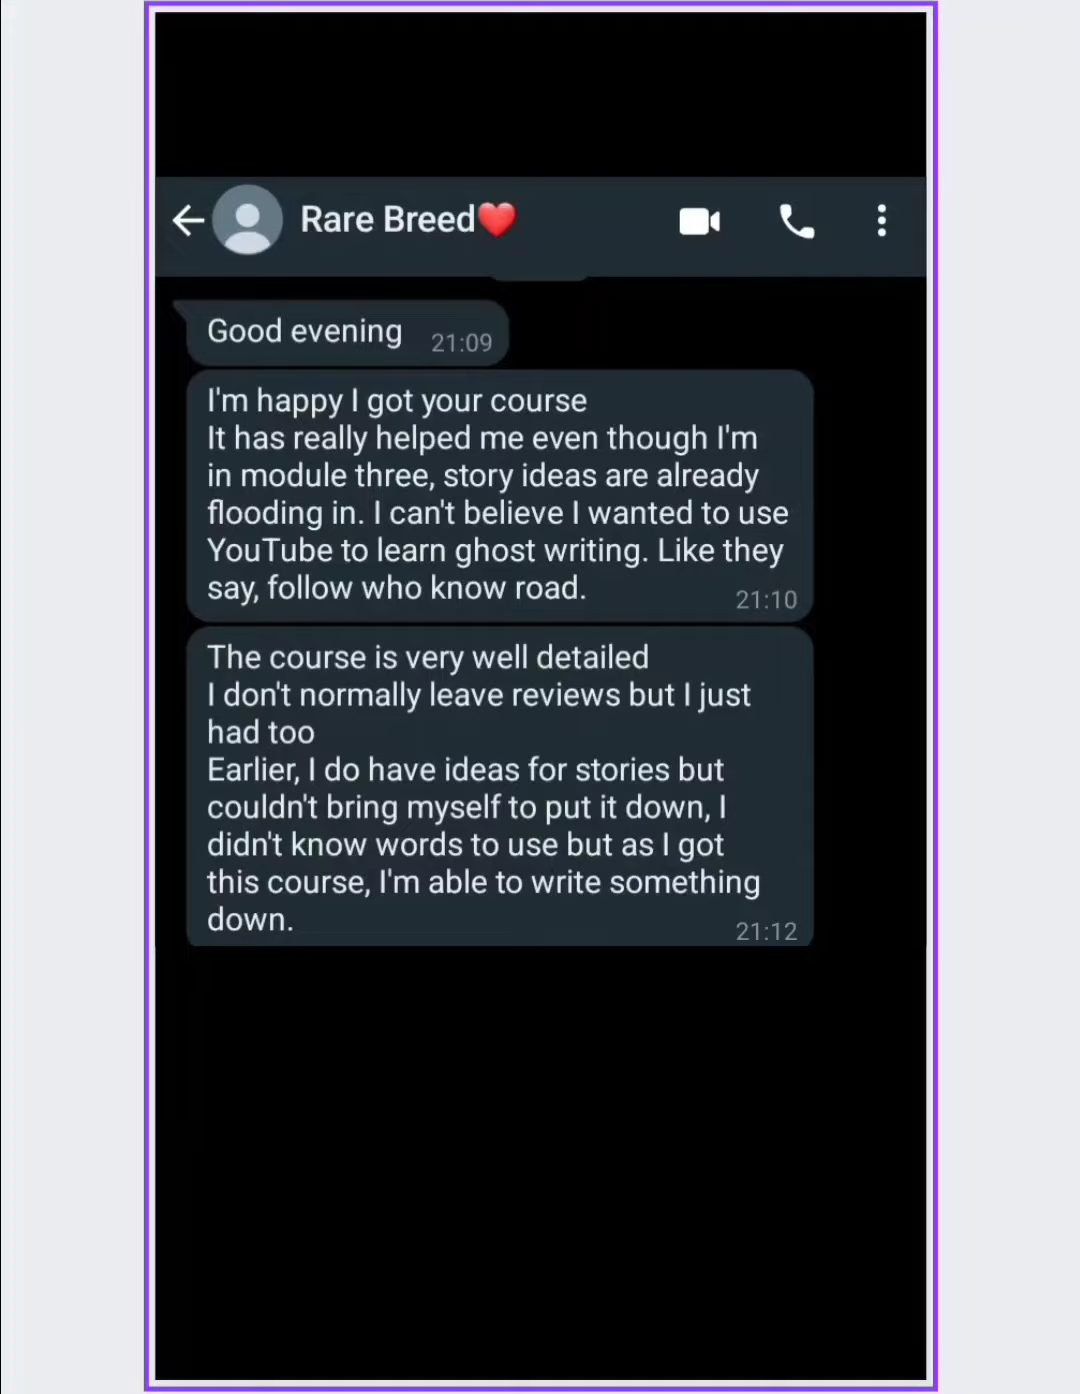 Rare Breed❤️
Good evening 21:09
I'm happy I got your course
It has really helped me even though I'm
in module three, story ideas are already
flooding in. I can't believe I wanted to use
YouTube to learn ghost writing. Like they
say, follow who know road. 21:10
The course is very well detailed
I don't normally leave reviews but I just
had too
Earlier, I do have ideas for stories but
couldn't bring myself to put it down, I
didn't know words to use but as I got
this course, I'm able to write something
down. 21:12